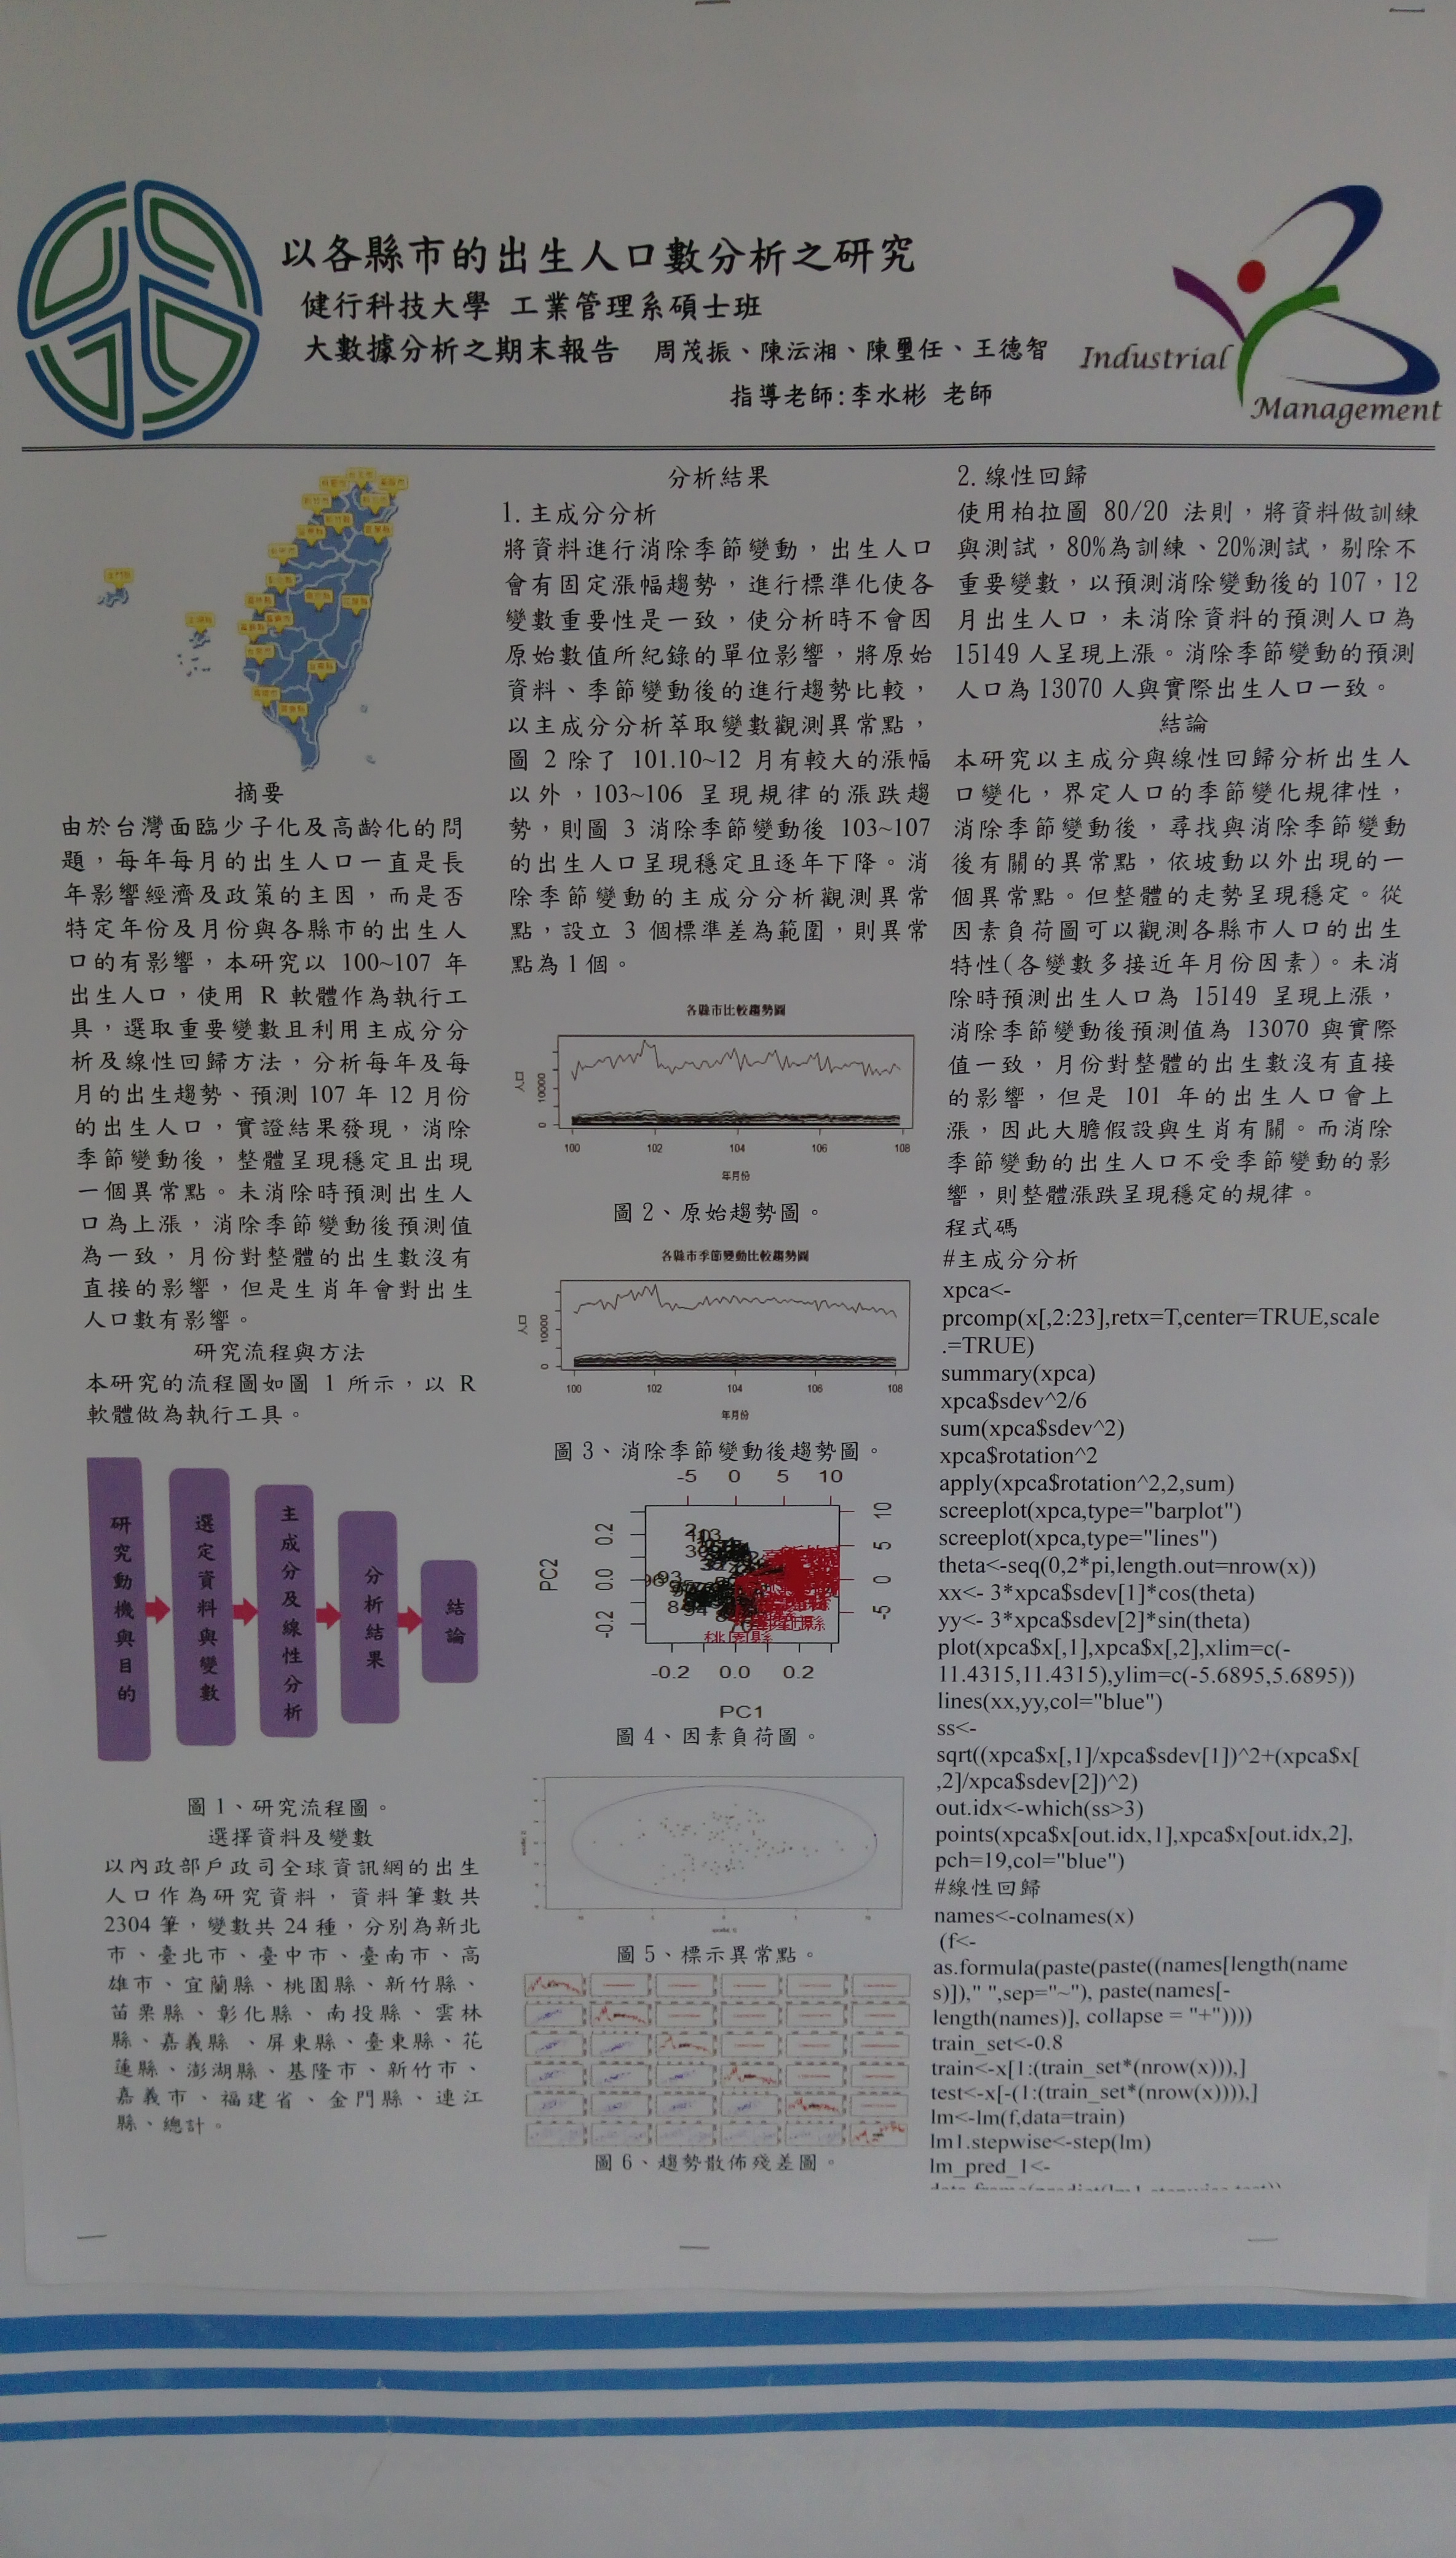 以各縣市的出生人口數分析之研究
健行科技大學 工業管理系碩士班
大數據分析之期末報告 周茂振、陳沄湘、陳璽任、王德智
指導老師:李水彬 老師
Industrial
Management
摘要
由於台灣面臨少子化及高齡化的問
題，每年每月的出生人口一直是長
年影響經濟及政策的主因，而是否
特定年份及月份與各縣市的出生人
口的有影響，本研究以 100~107 年
出生人口，使用 R 軟體作為執行工
具，選取重要變數且利用主成分分
析及線性回歸方法，分析每年及每
月的出生趨勢、預測 107 年 12 月份
的出生人口，實證結果發現，消除
季節變動後，整體呈現穩定且出現
一個異常點。未消除時預測出生人
口為上漲，消除季節變動後預測值
為一致，月份對整體的出生數沒有
直接的影響，但是生肖年會對出生
人口數有影響。
研究流程與方法
本研究的流程圖如圖 1 所示，以 R
軟體做為執行工具。
研究動機與目的
選定資料與變數
主成分及線性分析
分析結果
結論
圖 1、研究流程圖。
選擇資料及變數
以內政部戶政司全球資訊網的出生
人口作為研究資料，資料筆數共
2304 筆，變數共 24 種，分別為新北
市、臺北市、臺中市、臺南市、高
雄市、宜蘭縣、桃園縣、新竹縣、
苗栗縣、彰化縣、南投縣、雲林
縣、嘉義縣、屏東縣、臺東縣、花
蓮縣、澎湖縣、基隆市、新竹市、
嘉義市、福建省、金門縣、連江
縣、總計。
分析結果
1. 主成分分析
將資料進行消除季節變動，出生人口
會有固定漲幅趨勢，進行標準化使各
變數重要性是一致，使分析時不會因
原始數值所紀錄的單位影響，將原始
資料、季節變動後的進行趨勢比較，
以主成分分析萃取變數觀測異常點，
圖 2 除了 101.10~12 月有較大的漲幅
以外，103~106 呈現規律的漲跌趨
勢，則圖 3 消除季節變動後 103~107
的出生人口呈現穩定且逐年下降。消
除季節變動的主成分分析觀測異常
點，設立 3 個標準差為範圍，則異常
點為 1 個。
各縣市比較趨勢圖
人口
0 10000
100 102 104 106 108
年月份
圖 2、原始趨勢圖。
各縣市季節變動比較趨勢圖
人口
0 10000
100 102 104 106 108
年月份
圖 3、消除季節變動後趨勢圖。
-5 0 5 10
PC2
-0.2 0.0 0.2
-5 0 5 10
桃園縣
-0.2 0.0 0.2
PC1
圖 4、因素負荷圖。
圖 5、標示異常點。
圖 6、趨勢散佈殘差圖。
2. 線性回歸
使用柏拉圖 80/20 法則，將資料做訓練
與測試，80%為訓練、20%測試，剔除不
重要變數，以預測消除變動後的 107，12
月出生人口，未消除資料的預測人口為
15149 人呈現上漲。消除季節變動的預測
人口為 13070 人與實際出生人口一致。
結論
本研究以主成分與線性回歸分析出生人
口變化，界定人口的季節變化規律性，
消除季節變動後，尋找與消除季節變動
後有關的異常點，依坡動以外出現的一
個異常點。但整體的走勢呈現穩定。從
因素負荷圖可以觀測各縣市人口的出生
特性(各變數多接近年月份因素)。未消
除時預測出生人口為 15149 呈現上漲，
消除季節變動後預測值為 13070 與實際
值一致，月份對整體的出生數沒有直接
的影響，但是 101 年的出生人口會上
漲，因此大膽假設與生肖有關。而消除
季節變動的出生人口不受季節變動的影
響，則整體漲跌呈現穩定的規律。
程式碼
#主成分分析
xpca<-
prcomp(x[,2:23],retx=T,center=TRUE,scale
.=TRUE)
summary(xpca)
xpca$sdev^2/6
sum(xpca$sdev^2)
xpca$rotation^2
apply(xpca$rotation^2,2,sum)
screeplot(xpca,type="barplot")
screeplot(xpca,type="lines")
theta<-seq(0,2*pi,length.out=nrow(x))
xx<- 3*xpca$sdev[1]*cos(theta)
yy<- 3*xpca$sdev[2]*sin(theta)
plot(xpca$x[,1],xpca$x[,2],xlim=c(-
11.4315,11.4315),ylim=c(-5.6895,5.6895))
lines(xx,yy,col="blue")
ss<-
sqrt((xpca$x[,1]/xpca$sdev[1])^2+(xpca$x[
,2]/xpca$sdev[2])^2)
out.idx<-which(ss>3)
points(xpca$x[out.idx,1],xpca$x[out.idx,2],
pch=19,col="blue")
#線性回歸
names<-colnames(x)
(f<-
as.formula(paste(paste((names[length(name
s)])," ",sep="~"), paste(names[-
length(names)], collapse = "+"))))
train_set<-0.8
train<-x[1:(train_set*(nrow(x))),]
test<-x[-(1:(train_set*(nrow(x)))),]
lm<-lm(f,data=train)
lm1.stepwise<-step(lm)
lm_pred_1<-